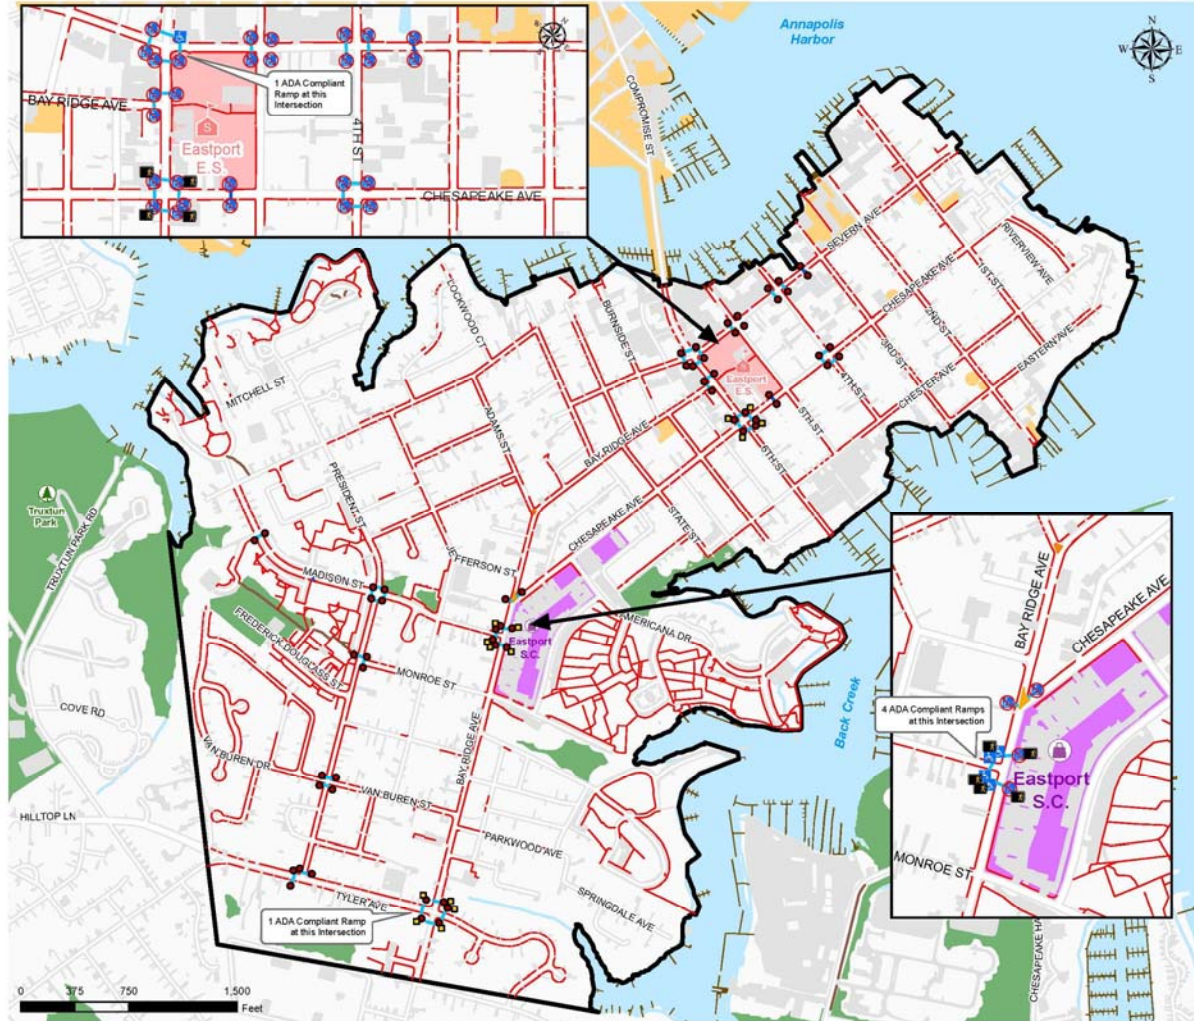 1 ADA Compliant
Ramp at this
Intersection
BAY RIDGE AVE
S
Eastport
E.S.
4TH ST
CHESAPEAKE AVE
N
Annapolis
Harbor
N
W
E
S
COMPROMISE ST
SEVERN AVE
RIVERVIEW AVE
CHESAPEAKE AVE
1ST ST
2ND ST
3RD ST
EASTERN AVE
CHESTER AVE
4TH ST
5TH ST
6TH ST
Eastport
E.S.
LOCKWOOD CT
BURNSIDE ST
MITCHELL ST
ADAMS ST
BAY RIDGE AVE
PRESIDENT ST
CHESAPEAKE AVE
STATE ST
Truxtun
Park
TRUXTUN PARK RD
MADISON ST
JEFFERSON ST
AMERICANA DR
Eastport
S.C.
FREDERICK DOUGLASS ST
MONROE ST
COVE RD
VAN BUREN DR
BAY RIDGE AVE
VAN BUREN ST
Back Creek
HILLTOP LN
PARKWOOD AVE
TYLER AVE
SPRINGDALE AVE
1 ADA Compliant Ramp
at this Intersection
BAY RIDGE AVE
CHESAPEAKE AVE
4 ADA Compliant Ramps
at this Intersection
Eastport
S.C.
MONROE ST
CHESAPEAKE HA
0
375
750
1,500
Feet